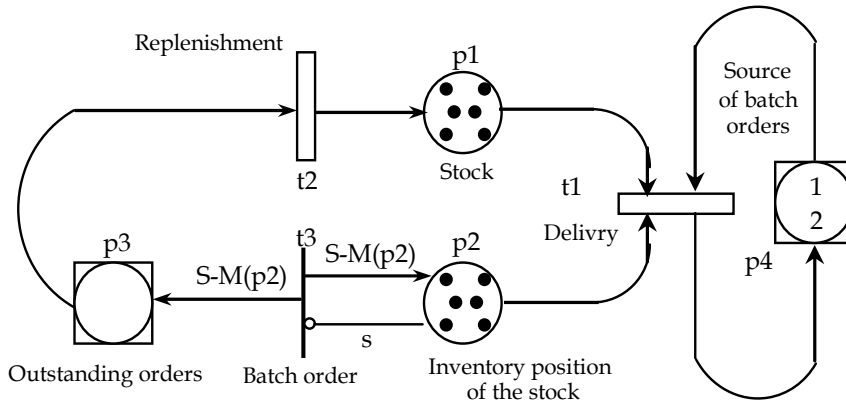 Replenishment
p1
Source
of batch
orders
t2
Stock
t1
1
2
p3
t3
p2
Delivry
S-M(p2)
S-M(p2)
p4
s
Outstanding orders
Batch order
Inventory position
of the stock